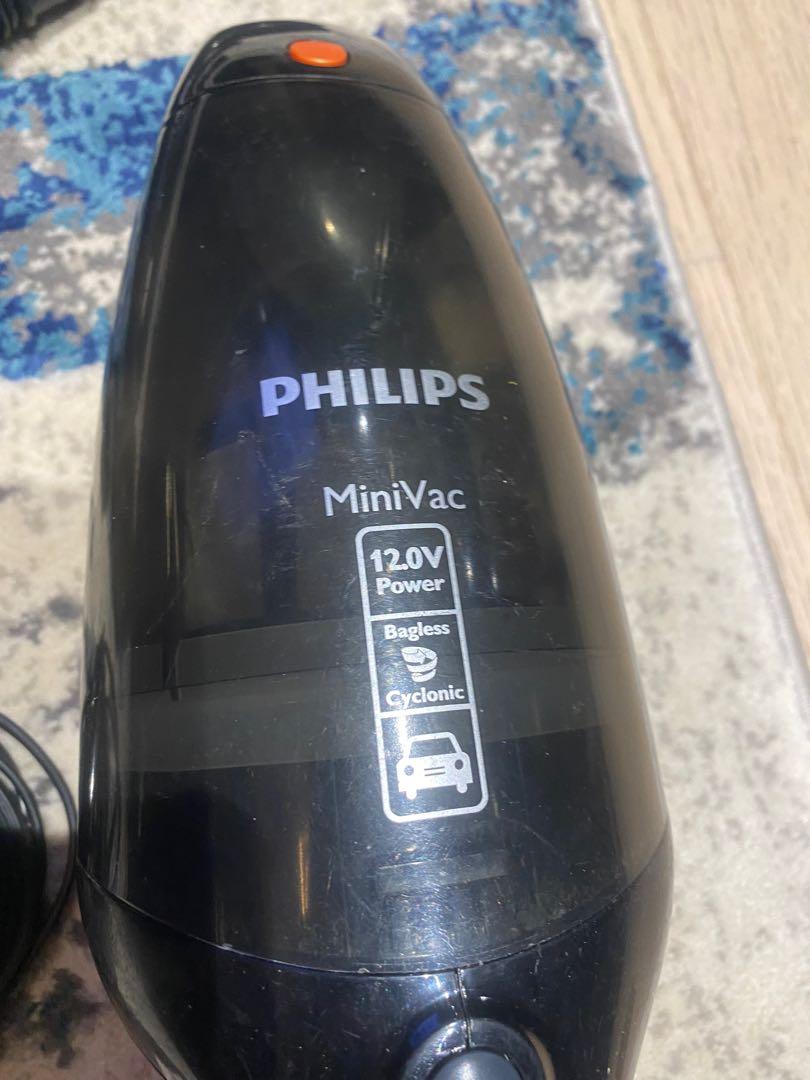 PHILIPS
MiniVac
12.0V
Power
Bagless
Cyclonic